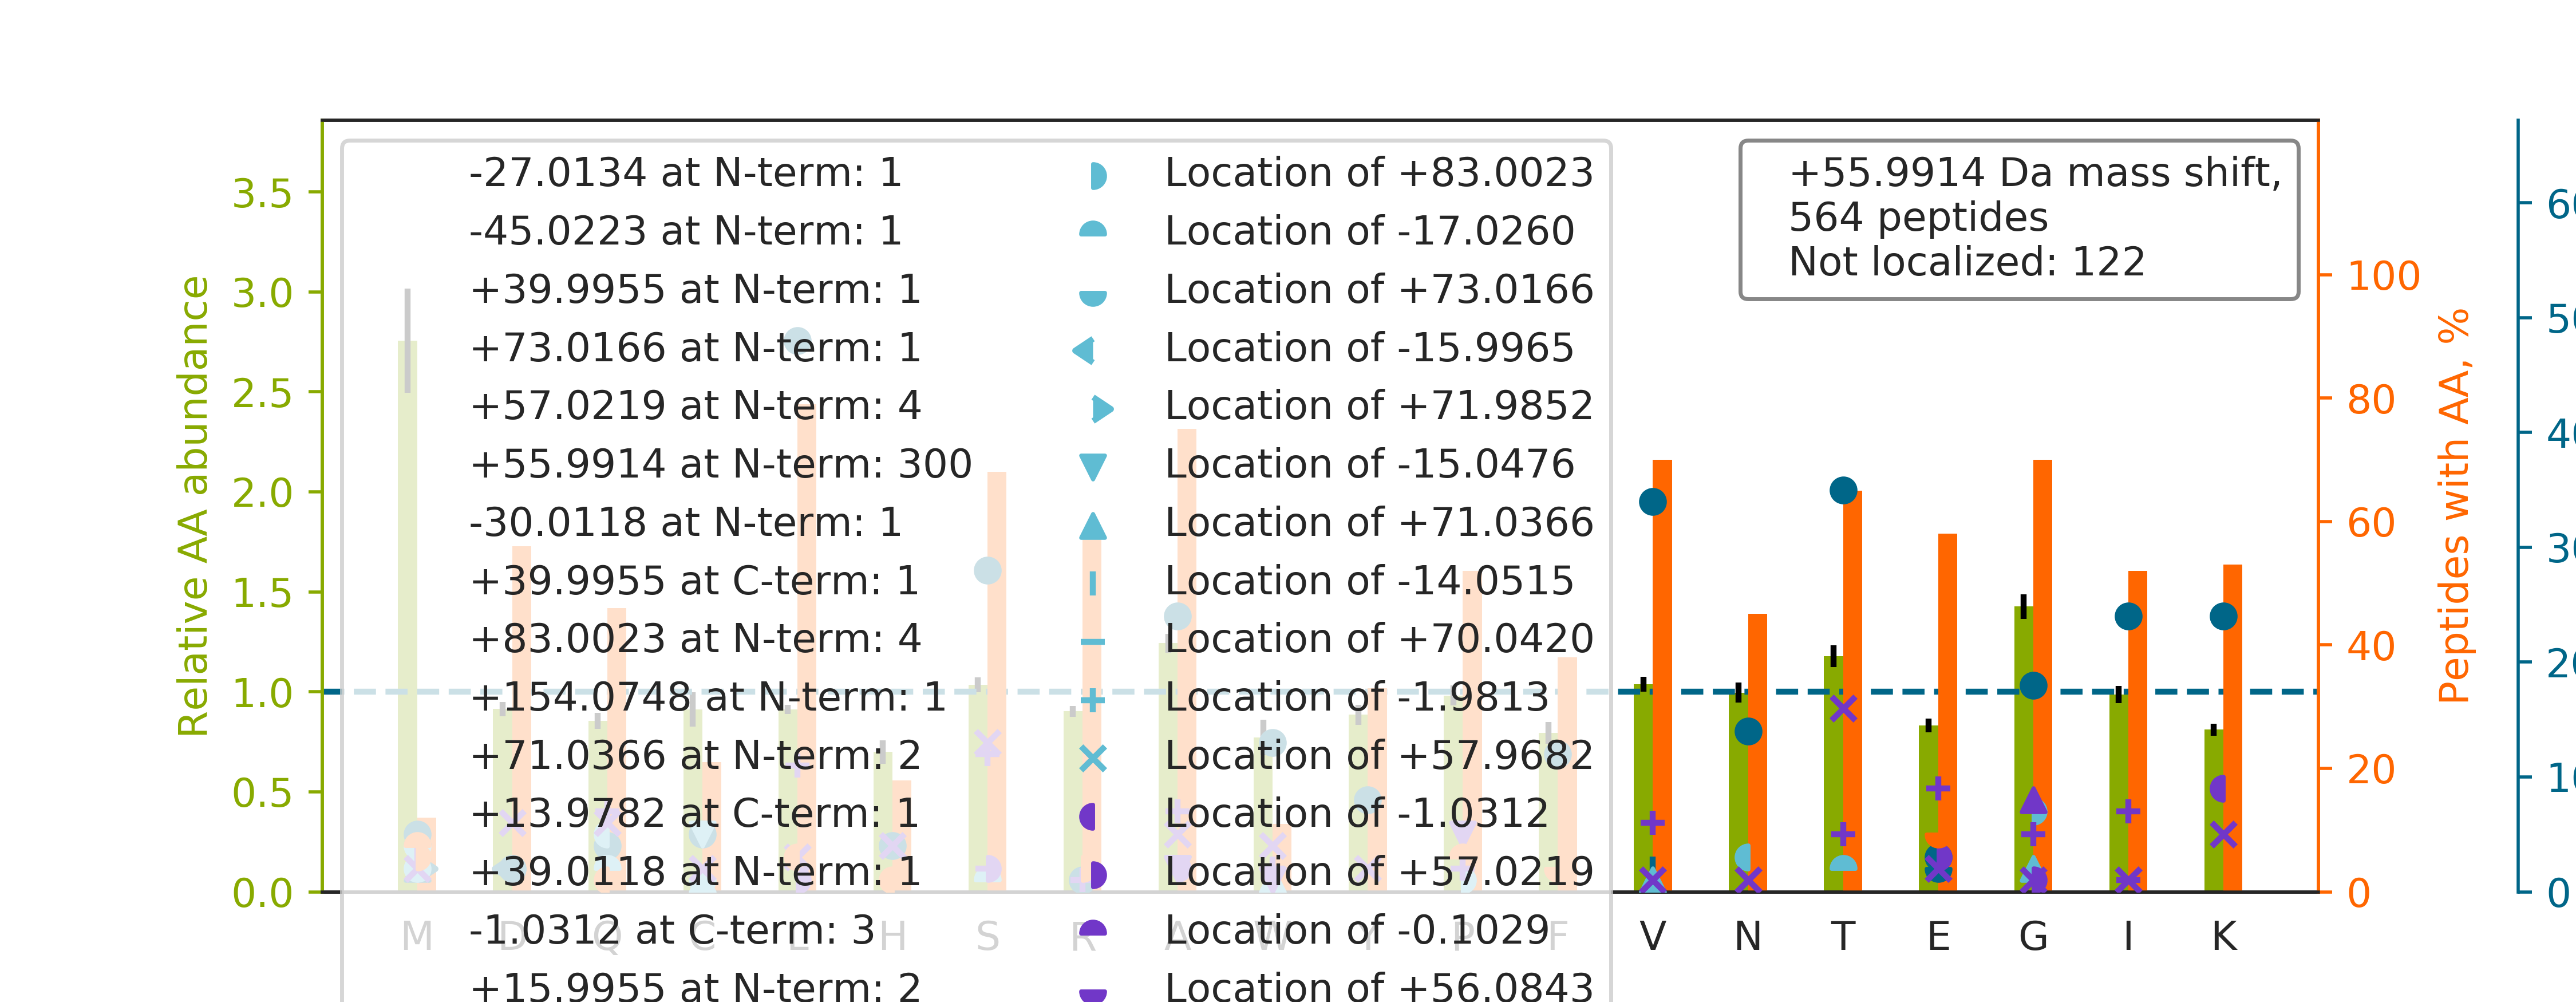 -27.0134 at N-term: 1
-45.0223 at N-term: 1
+39.9955 at N-term: 1
+73.0166 at N-term: 1
+57.0219 at N-term: 4
+55.9914 at N-term: 300
-30.0118 at N-term: 1
+39.9955 at C-term: 1
+83.0023 at N-term: 4
+154.0748 at N-term: 1
+71.0366 at N-term: 2
+13.9782 at C-term: 1
+39.0118 at N-term: 1
-1.0312 at C-term: 3
+15.9955 at N-term: 2
Location of +83.0023
Location of -17.0260
Location of +73.0166
Location of -15.9965
Location of +71.9852
Location of -15.0476
Location of +71.0366
Location of -14.0515
Location of +70.0420
Location of -1.9813
Location of +57.9682
Location of -1.0312
Location of +57.0219
Location of -0.1029
Location of +56.0843
+55.9914 Da mass shift,
564 peptides
Not localized: 122
Relative AA abundance
3.5
3.0
2.5
2.0
1.5
1.0
0.5
0.0
M D Q C L H S R A W Y P F V N T E G I K
100
80
60
40
20
0
Peptides with AA, %
0